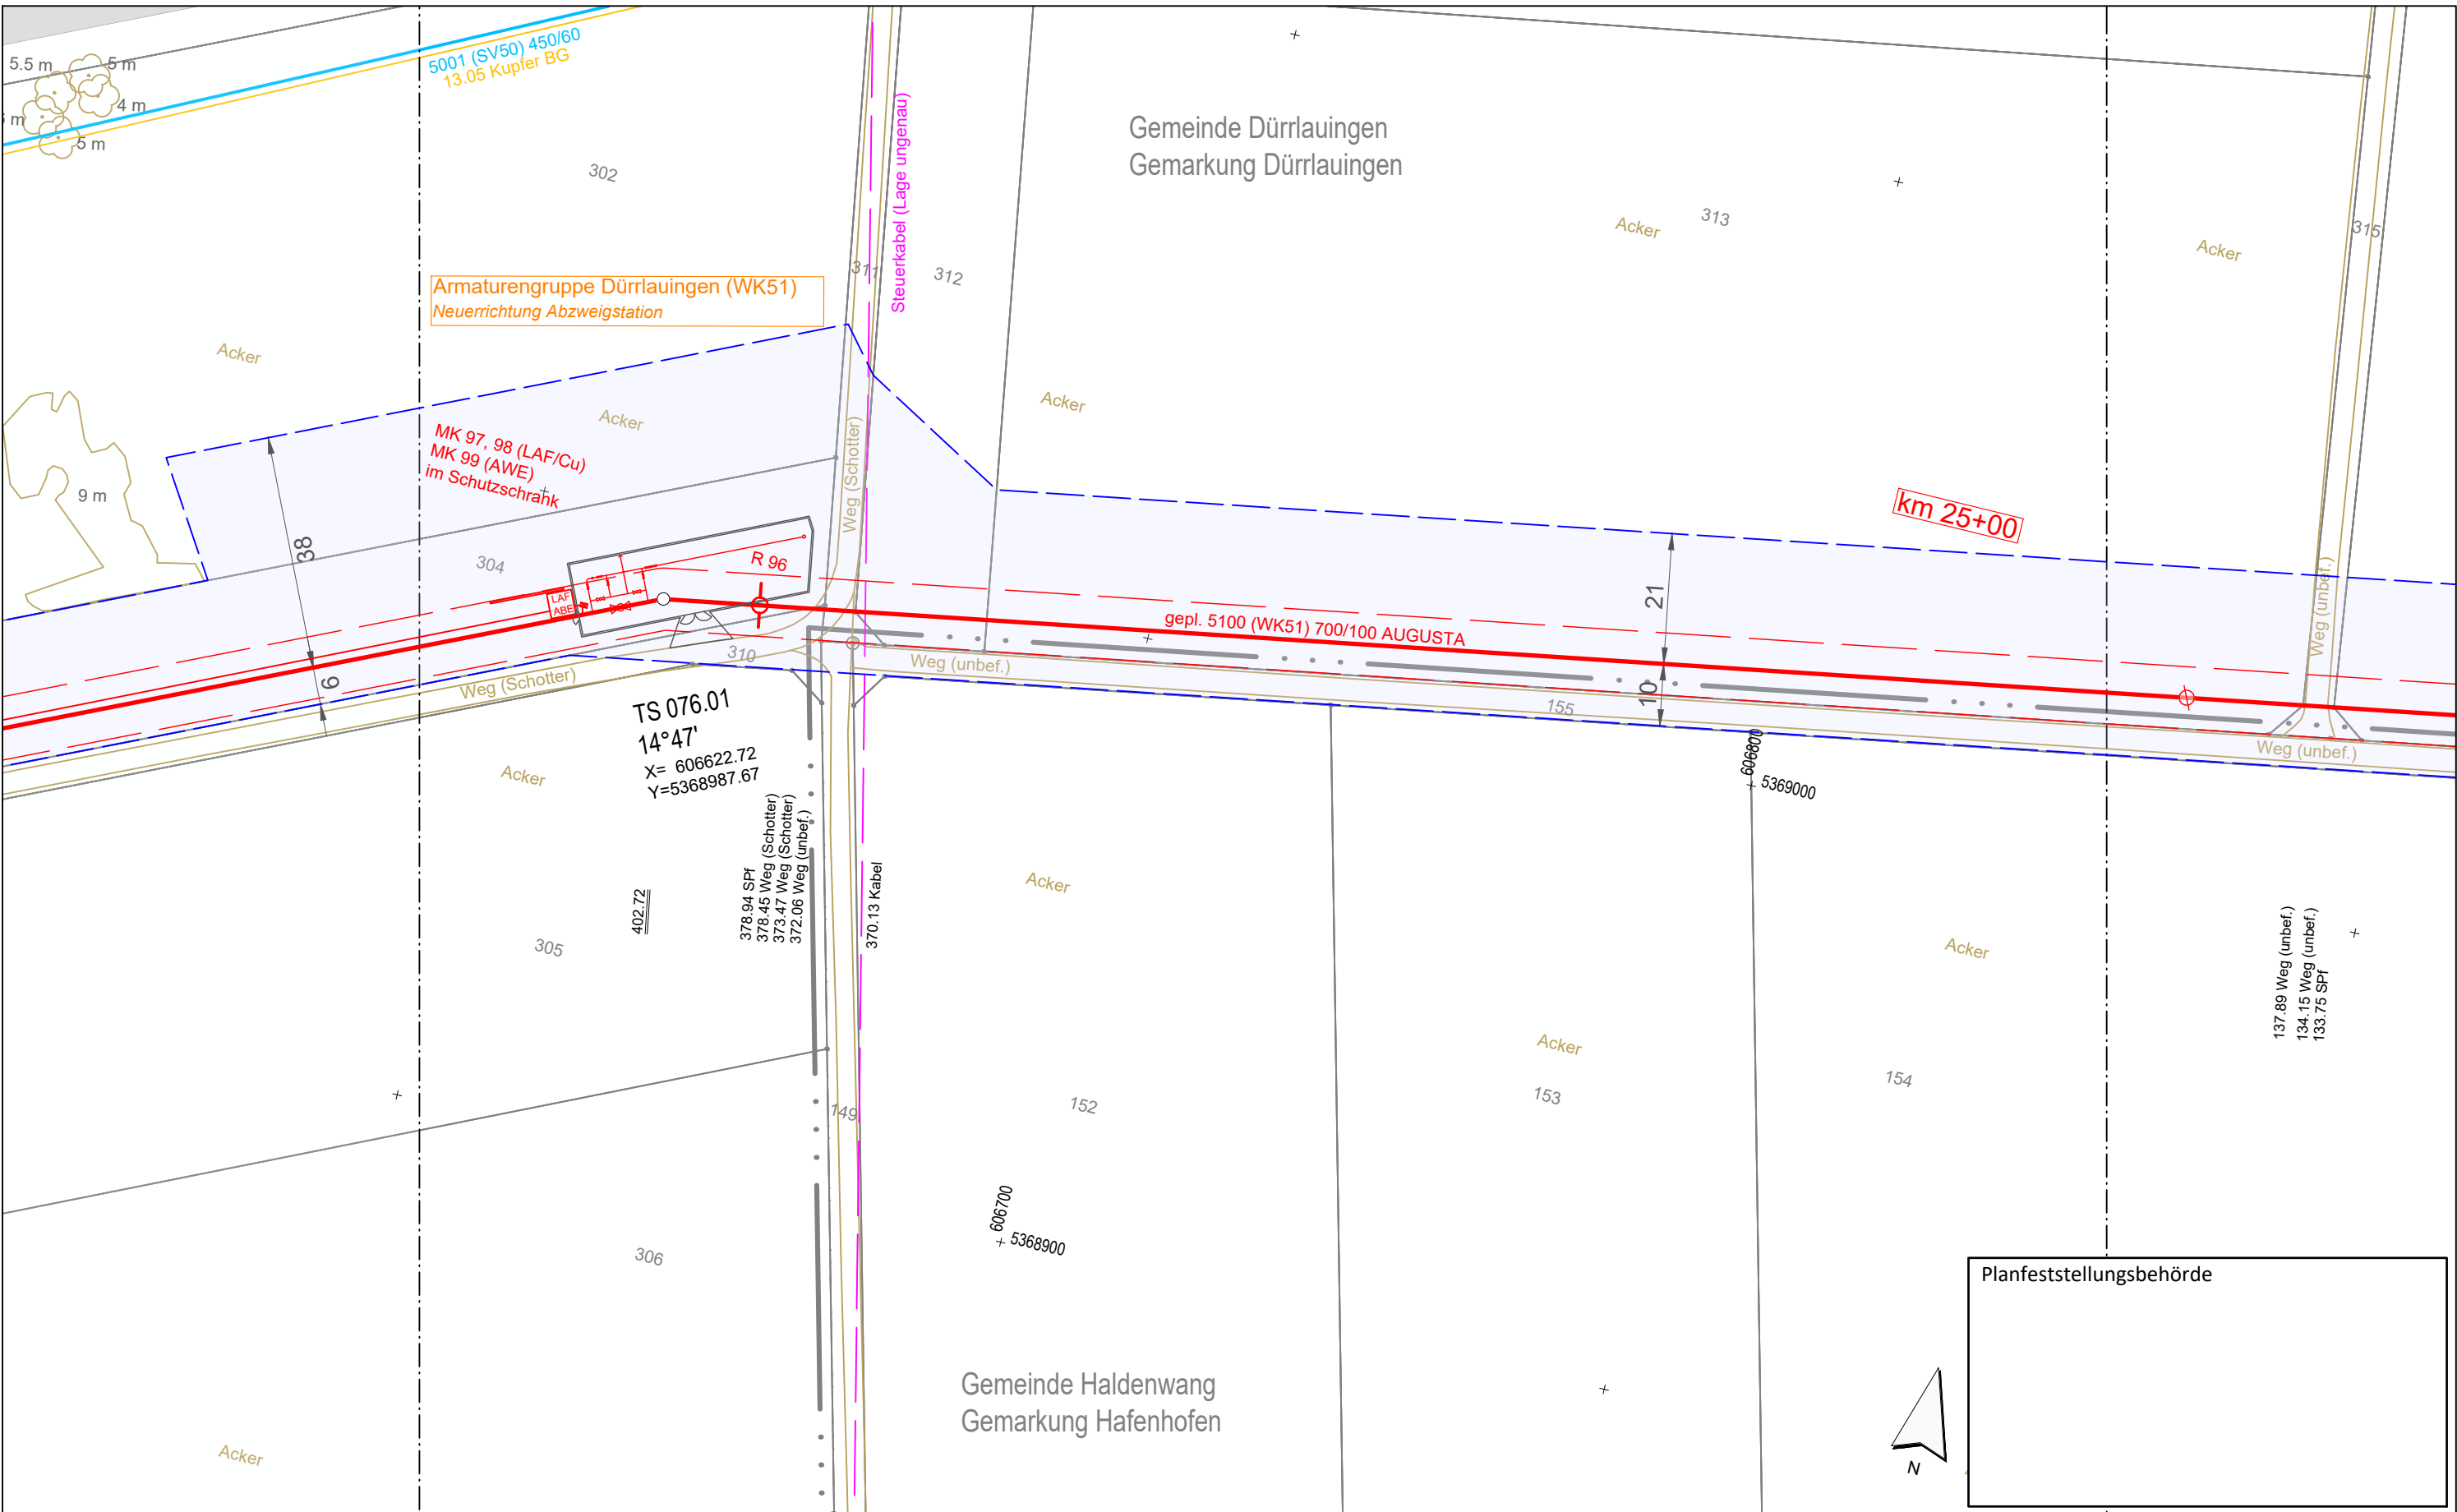 5001 (SV50) 450/60
13.05 Kupfer BG
5.5 m
5 m
4 m
m
5 m
302
Steuerkabel (Lage ungenau)
Gemeinde Dürrlauingen
Gemarkung Dürrlauingen
Acker
313
Acker
315
311
312
Armaturengruppe Dürrlauingen (WK51)
Neuerrichtung Abzweigstation
Acker
Acker
Acker
MK 97, 98 (LAF/Cu)
MK 99 (AWE)
im Schutzschrank
Weg (Schotter)
9 m
km 25+00
38
304
R 96
LAF
ABE
21
Weg (unbef.)
gepl. 5100 (WK51) 700/100 AUGUSTA
310
Weg (unbef.)
6
Weg (Schotter)
10
155
Weg (unbef.)
TS 076.01
14°47'
X= 606622.72
Y=5368987.67
606800
5369000
Acker
402.72
378.94 SPf
378.45 Weg (Schotter)
373.47 Weg (Schotter)
372.06 Weg (unbef.)
370.13 Kabel
Acker
305
Acker
137.89 Weg (unbef.)
134.15 Weg (unbef.)
133.75 SPf
Acker
149
152
153
154
606700
5368900
306
Planfeststellungsbehörde
Gemeinde Haldenwang
Gemarkung Hafenhofen
Acker
N